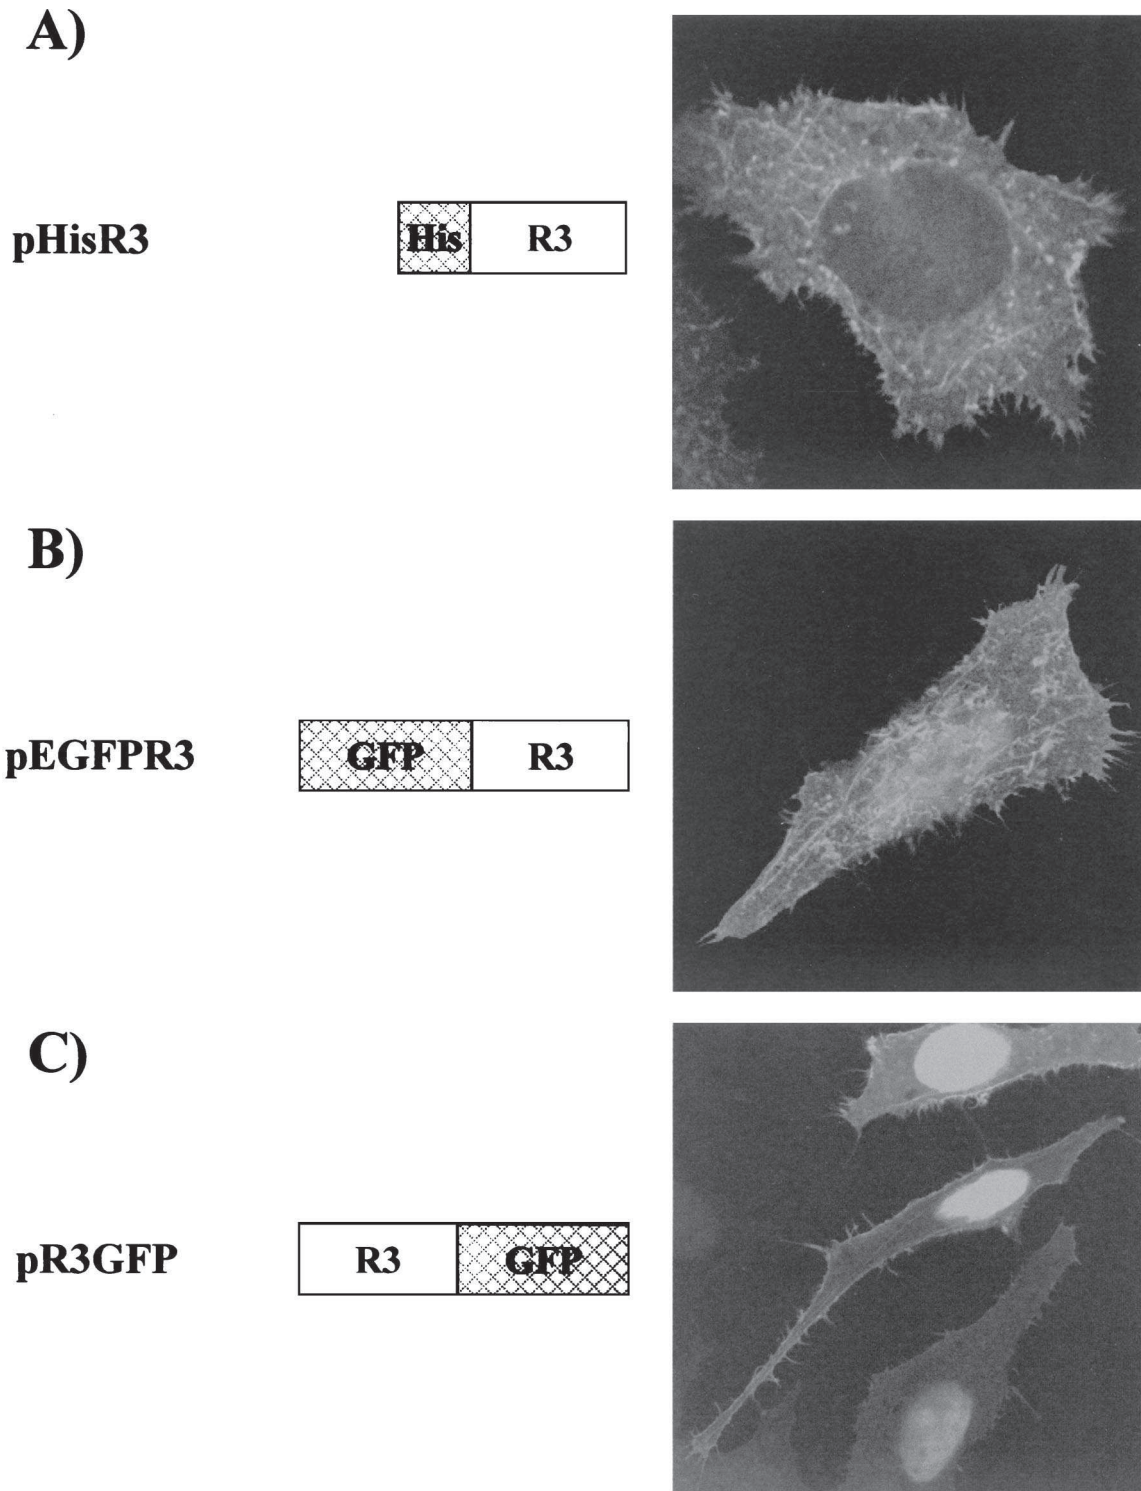 A)
pHisR3
His R3
B)
pEGFPR3
GFP R3
C)
pR3GFP
R3 GFP